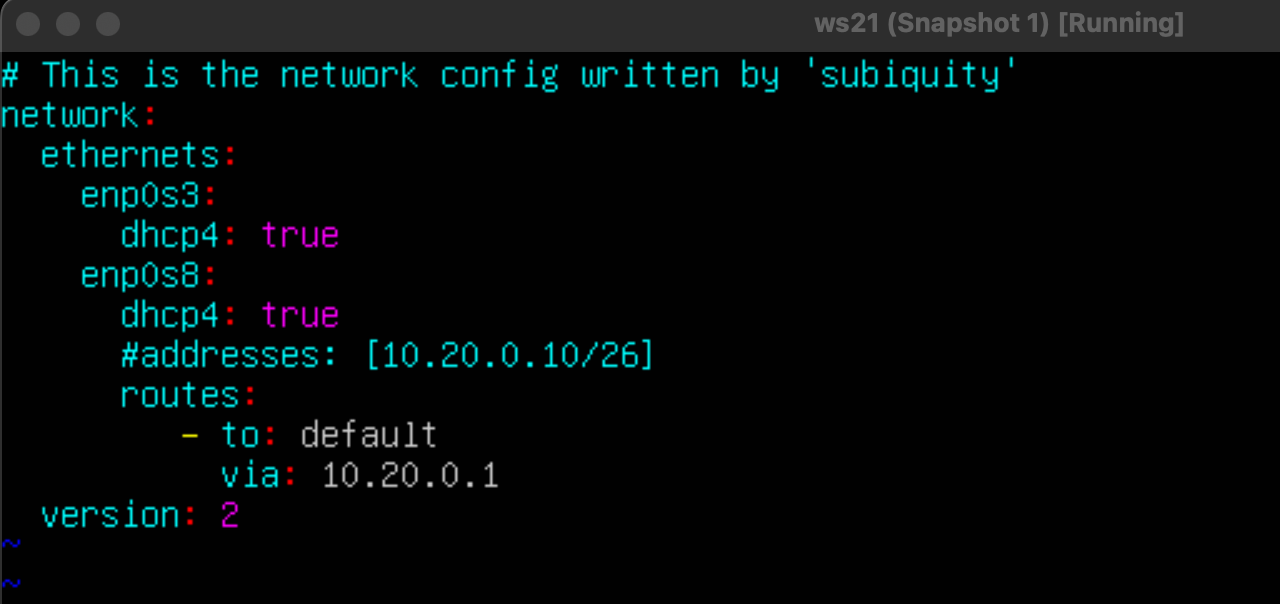 ws21 (Snapshot 1) [Running]
# This is the network config written by 'subiquity'
network:
  ethernets:
    enp0s3:
      dhcp4: true
    enp0s8:
      dhcp4: true
      #addresses: [10.20.0.10/26]
      routes:
         - to: default
           via: 10.20.0.1
  version: 2
~
~